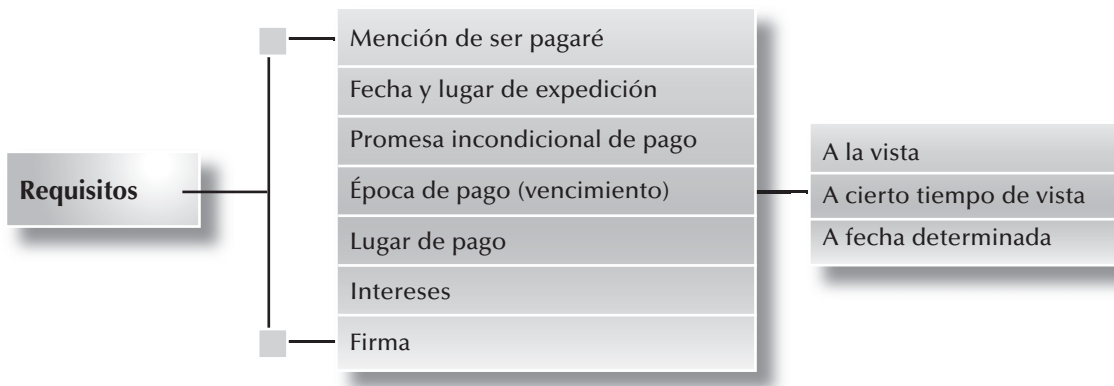 Requisitos
Mención de ser pagaré
Fecha y lugar de expedición
Promesa incondicional de pago
Época de pago (vencimiento)
Lugar de pago
Intereses
Firma
A la vista
A cierto tiempo de vista
A fecha determinada